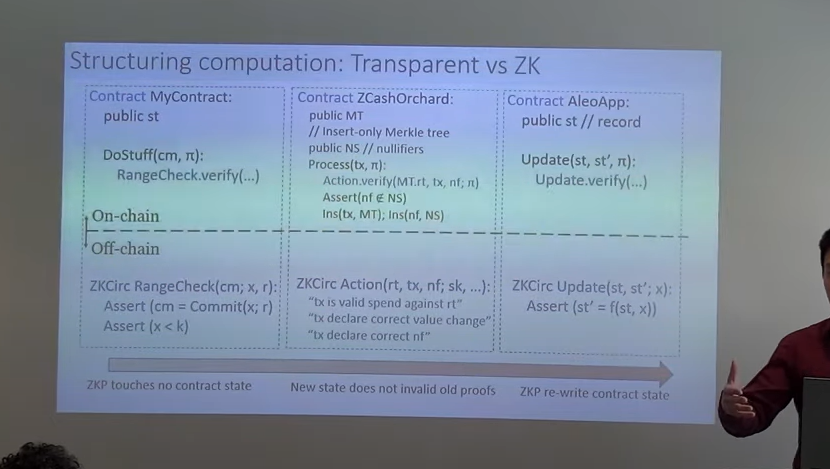 Structuring computation: Transparent vs ZK
Contract MyContract:
public st
DoStuff(cm, π):
RangeCheck.verify(...)
On-chain
Off-chain
ZKCirc RangeCheck(cm; x, r):
Assert (cm = Commit(x; r)
Assert (x < k)
Contract ZCashOrchard:
public MT
// Insert-only Merkle tree
public NS // nullifiers
Process(tx, π):
Action.verify(MT.rt, tx, nf; π)
Assert(nf ∉ NS)
Ins(tx, MT); Ins(nf, NS)
ZKCirc Action(rt, tx, nf; sk, ...):
"tx is valid spend against rt"
"tx declare correct value change"
"tx declare correct nf"
Contract AleoApp:
public st // record
Update(st, st', π):
Update.verify(...)
ZKCirc Update(st, st'; x):
Assert (st' = f(st, x))
ZKP touches no contract state
New state does not invalid old proofs
ZKP re-write contract state